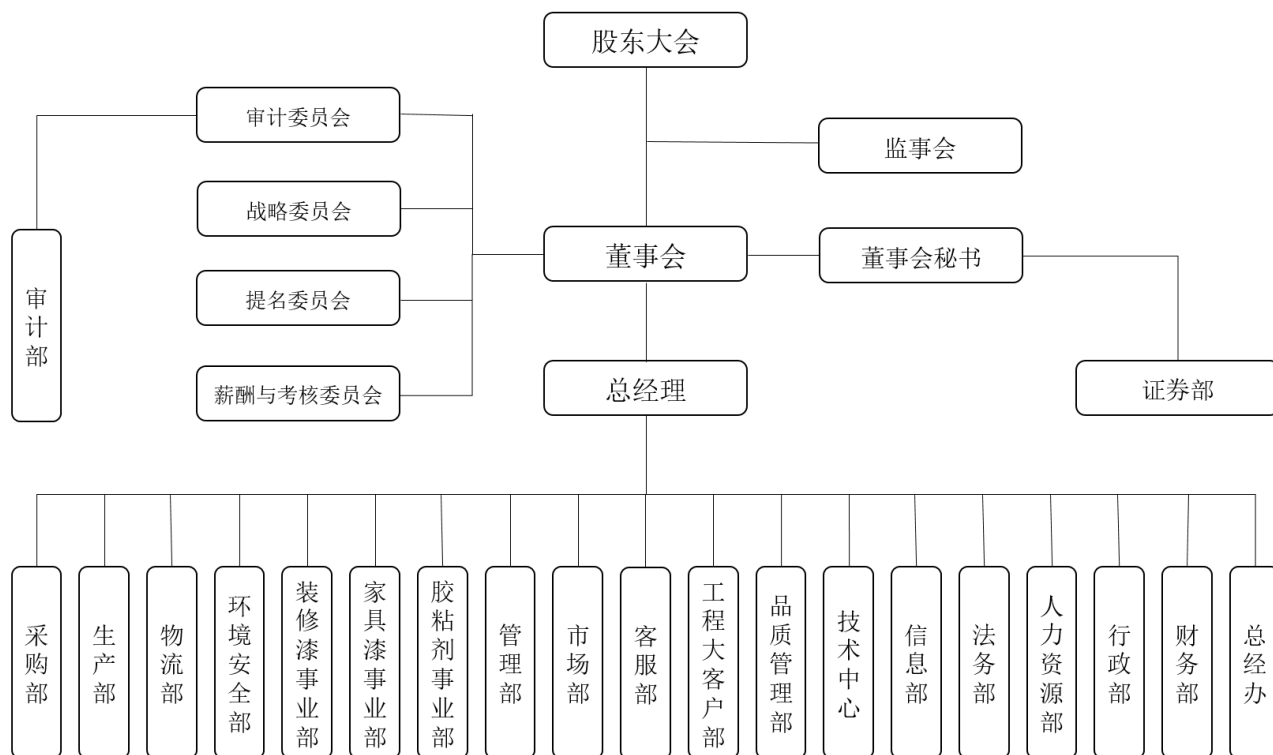 股东大会
审计委员会
监事会
战略委员会
董事会
董事会秘书
审计部
提名委员会
薪酬与考核委员会
总经理
证券部
采购部
生产部
物流部
环境安全部
装修漆事业部
家具漆事业部
胶粘剂事业部
管理部
市场部
客服部
工程大客户部
品质管理部
技术中心
信息部
法务部
人力资源部
行政部
财务部
总经办